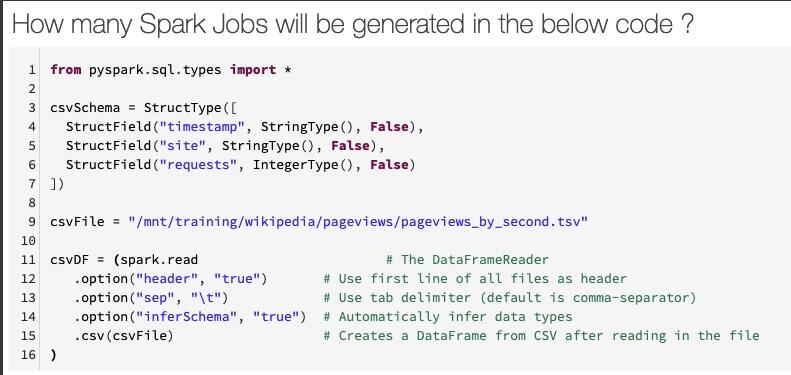 How many Spark Jobs will be generated in the below code ?
1 from pyspark.sql.types import *
2
3 csvSchema = StructType([
4   StructField("timestamp", StringType(), False),
5   StructField("site", StringType(), False),
6   StructField("requests", IntegerType(), False)
7 ])
8
9 csvFile = "/mnt/training/wikipedia/pageviews/pageviews_by_second.tsv"
10
11 csvDF = (spark.read                        # The DataFrameReader
12    .option("header", "true")       # Use first line of all files as header
13    .option("sep", "\t")            # Use tab delimiter (default is comma-separator)
14    .option("inferSchema", "true")  # Automatically infer data types
15    .csv(csvFile)                   # Creates a DataFrame from CSV after reading in the file
16 )